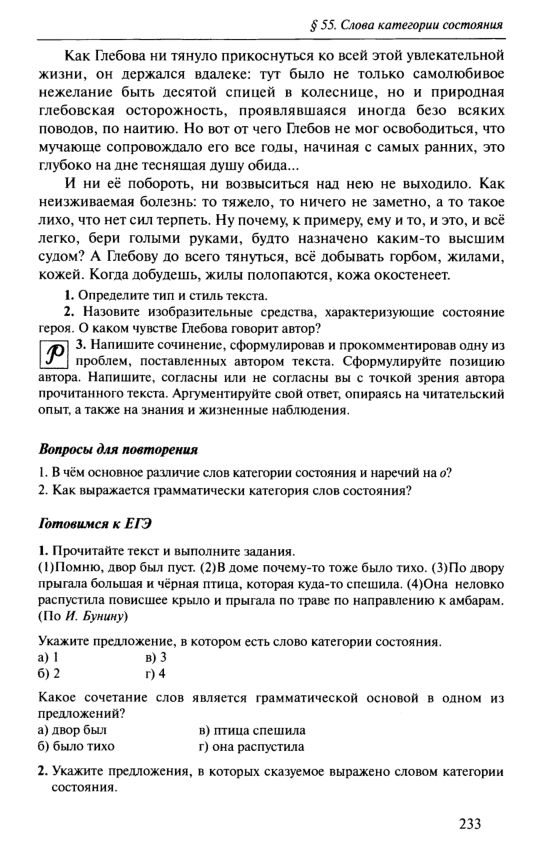 § 55. Слова категории состояния
Как Глебова ни тянуло прикоснуться ко всей этой увлекательной
жизни, он держался вдалеке: тут было не только самолюбивое
нежелание быть десятой спицей в колеснице, но и природная
глебовская осторожность, проявлявшаяся иногда безо всяких
поводов, по наитию. Но вот от чего Глебов не мог освободиться, что
мучающе сопровождало его все годы, начиная с самых ранних, это
глубоко на дне теснящая душу обида...
И ни её побороть, ни возвыситься над нею не выходило. Как
неизживаемая болезнь: то тяжело, то ничего не заметно, а то такое
лихо, что нет сил терпеть. Ну почему, к примеру, ему и то, и это, и всё
легко, бери голыми руками, будто назначено каким-то высшим
судом? А Глебову до всего тянуться, всё добывать горбом, жилами,
кожей. Когда добудешь, жилы полопаются, кожа окостенеет.
1. Определите тип и стиль текста.
2. Назовите изобразительные средства, характеризующие состояние
героя. О каком чувстве Глебова говорит автор?
Р 3. Напишите сочинение, сформулировав и прокомментировав одну из
проблем, поставленных автором текста. Сформулируйте позицию
автора. Напишите, согласны или не согласны вы с точкой зрения автора
прочитанного текста. Аргументируйте свой ответ, опираясь на читательский
опыт, а также на знания и жизненные наблюдения.
Вопросы для повторения
1. В чём основное различие слов категории состояния и наречий на о?
2. Как выражается грамматически категория слов состояния?
Готовимся к ЕГЭ
1. Прочитайте текст и выполните задания.
(1)Помню, двор был пуст. (2)В доме почему-то тоже было тихо. (3)По двору
прыгала большая и чёрная птица, которая куда-то спешила. (4)Она неловко
распустила повисшее крыло и прыгала по траве по направлению к амбарам.
(По И. Бунину)
Укажите предложение, в котором есть слово категории состояния.
а) 1 в) 3
б) 2 г) 4
Какое сочетание слов является грамматической основой в одном из
предложений?
а) двор был в) птица спешила
б) было тихо г) она распустила
2. Укажите предложения, в которых сказуемое выражено словом категории
состояния.
233